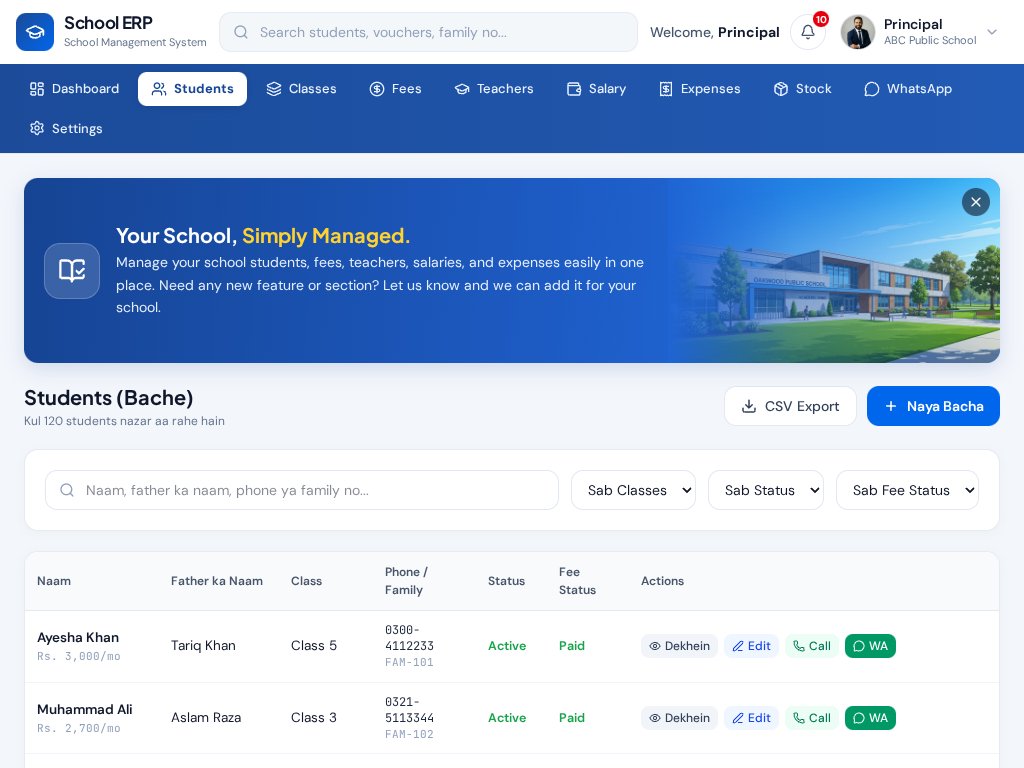 School ERP
School Management System
Search students, vouchers, family no...
Welcome, Principal
10
Principal
ABC Public School
Dashboard
Students
Classes
Fees
Teachers
Salary
Expenses
Stock
WhatsApp
Settings
Your School, Simply Managed.
Manage your school students, fees, teachers, salaries, and expenses easily in one
place. Need any new feature or section? Let us know and we can add it for your
school.
OAKWOOD PUBLIC SCHOOL
Students (Bache)
Kul 120 students nazar aa rahe hain
CSV Export
Naya Bacha
Naam, father ka naam, phone ya family no...
Sab Classes
Sab Status
Sab Fee Status
Naam
Father ka Naam
Class
Phone /
Family
Status
Fee
Status
Actions
Ayesha Khan
Rs. 3,000/mo
Tariq Khan
Class 5
0300-
4112233
FAM-101
Active
Paid
Dekhein
Edit
Call
WA
Muhammad Ali
Rs. 2,700/mo
Aslam Raza
Class 3
0321-
5113344
FAM-102
Active
Paid
Dekhein
Edit
Call
WA